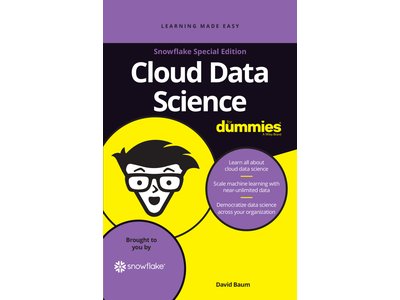 LEARNING MADE EASY
Snowflake Special Edition
Cloud Data
Science
for
dummies
A Wiley Brand
Learn all about
cloud data science
Scale machine learning with
near-unlimited data
Democratize data science
across your organization
Brought to
you by
snowflake®
David Baum